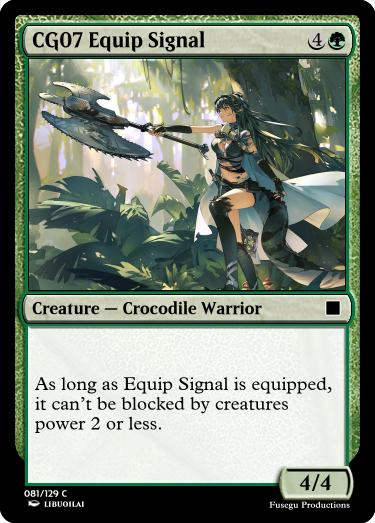 CG07 Equip Signal 4
Creature — Crocodile Warrior
As long as Equip Signal is equipped,
it can't be blocked by creatures
power 2 or less.
4/4
081/129 C
LIBUOILAI
Fusegu Productions